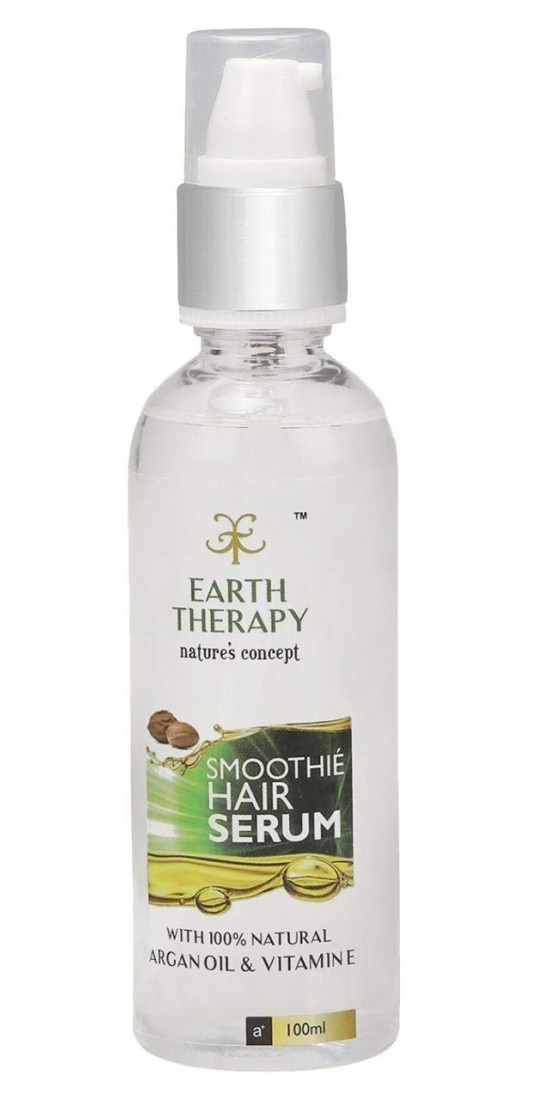 TM
EARTH
THERAPY
nature's concept
SMOOTHIÉ
HAIR
SERUM
WITH 100% NATURAL
ARGAN OIL & VITAMIN E
a+ 100ml